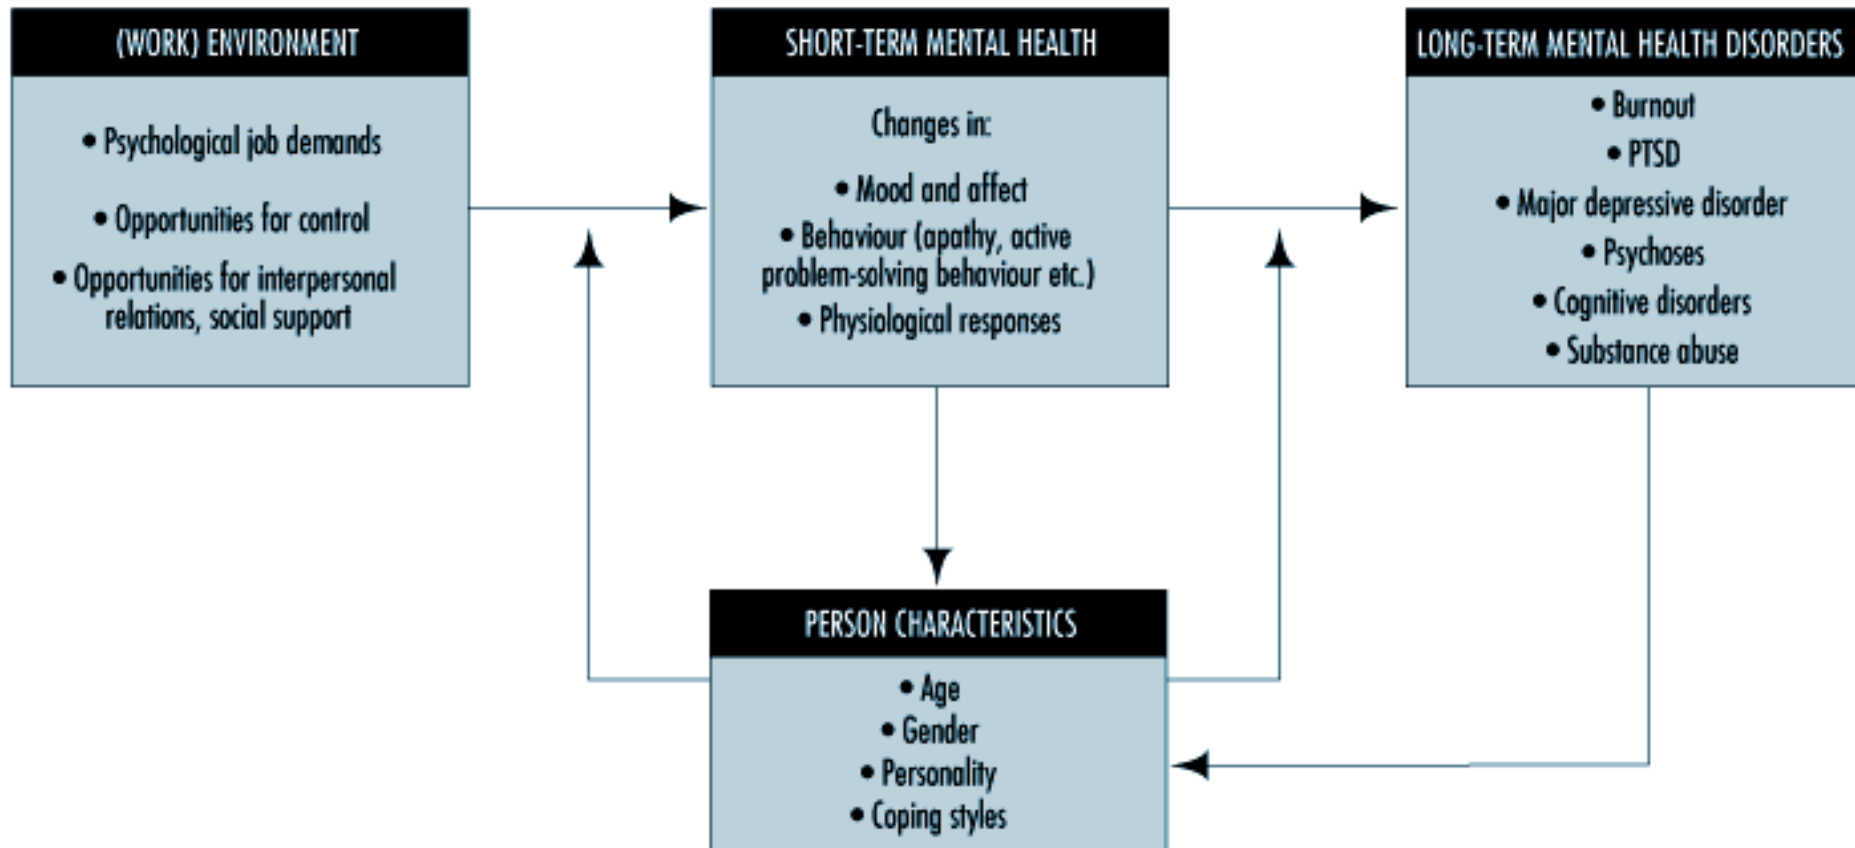 (WORK) ENVIRONMENT
• Psychological job demands
• Opportunities for control
• Opportunities for interpersonal
relations, social support
SHORT-TERM MENTAL HEALTH
Changes in:
• Mood and affect
• Behaviour (apathy, active
problem-solving behaviour etc.)
• Physiological responses
LONG-TERM MENTAL HEALTH DISORDERS
• Burnout
• PTSD
• Major depressive disorder
• Psychoses
• Cognitive disorders
• Substance abuse
PERSON CHARACTERISTICS
• Age
• Gender
• Personality
• Coping styles